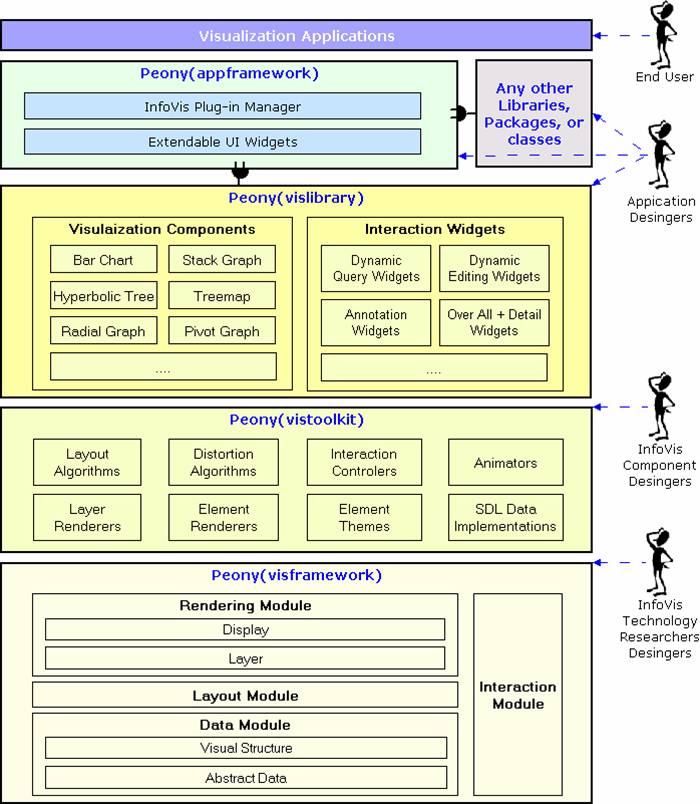 Visualization Applications
End User
Peony(appframework)
InfoVis Plug-in Manager
Extendable UI Widgets
Any other
Libraries,
Packages, or
classes
Appication
Desingers
Peony(vislibrary)
Visulaization Components
Bar Chart
Stack Graph
Hyperbolic Tree
Treemap
Radial Graph
Pivot Graph
....
Interaction Widgets
Dynamic
Query Widgets
Dynamic
Editing Widgets
Annotation
Widgets
Over All + Detail
Widgets
....
InfoVis
Component
Desingers
Peony(vistoolkit)
Layout
Algorithms
Distortion
Algorithms
Interaction
Controlers
Animators
Layer
Renderers
Element
Renderers
Element
Themes
SDL Data
Implementations
InfoVis
Technology
Researchers
Desingers
Peony(visframework)
Rendering Module
Display
Layer
Layout Module
Data Module
Visual Structure
Abstract Data
Interaction
Module